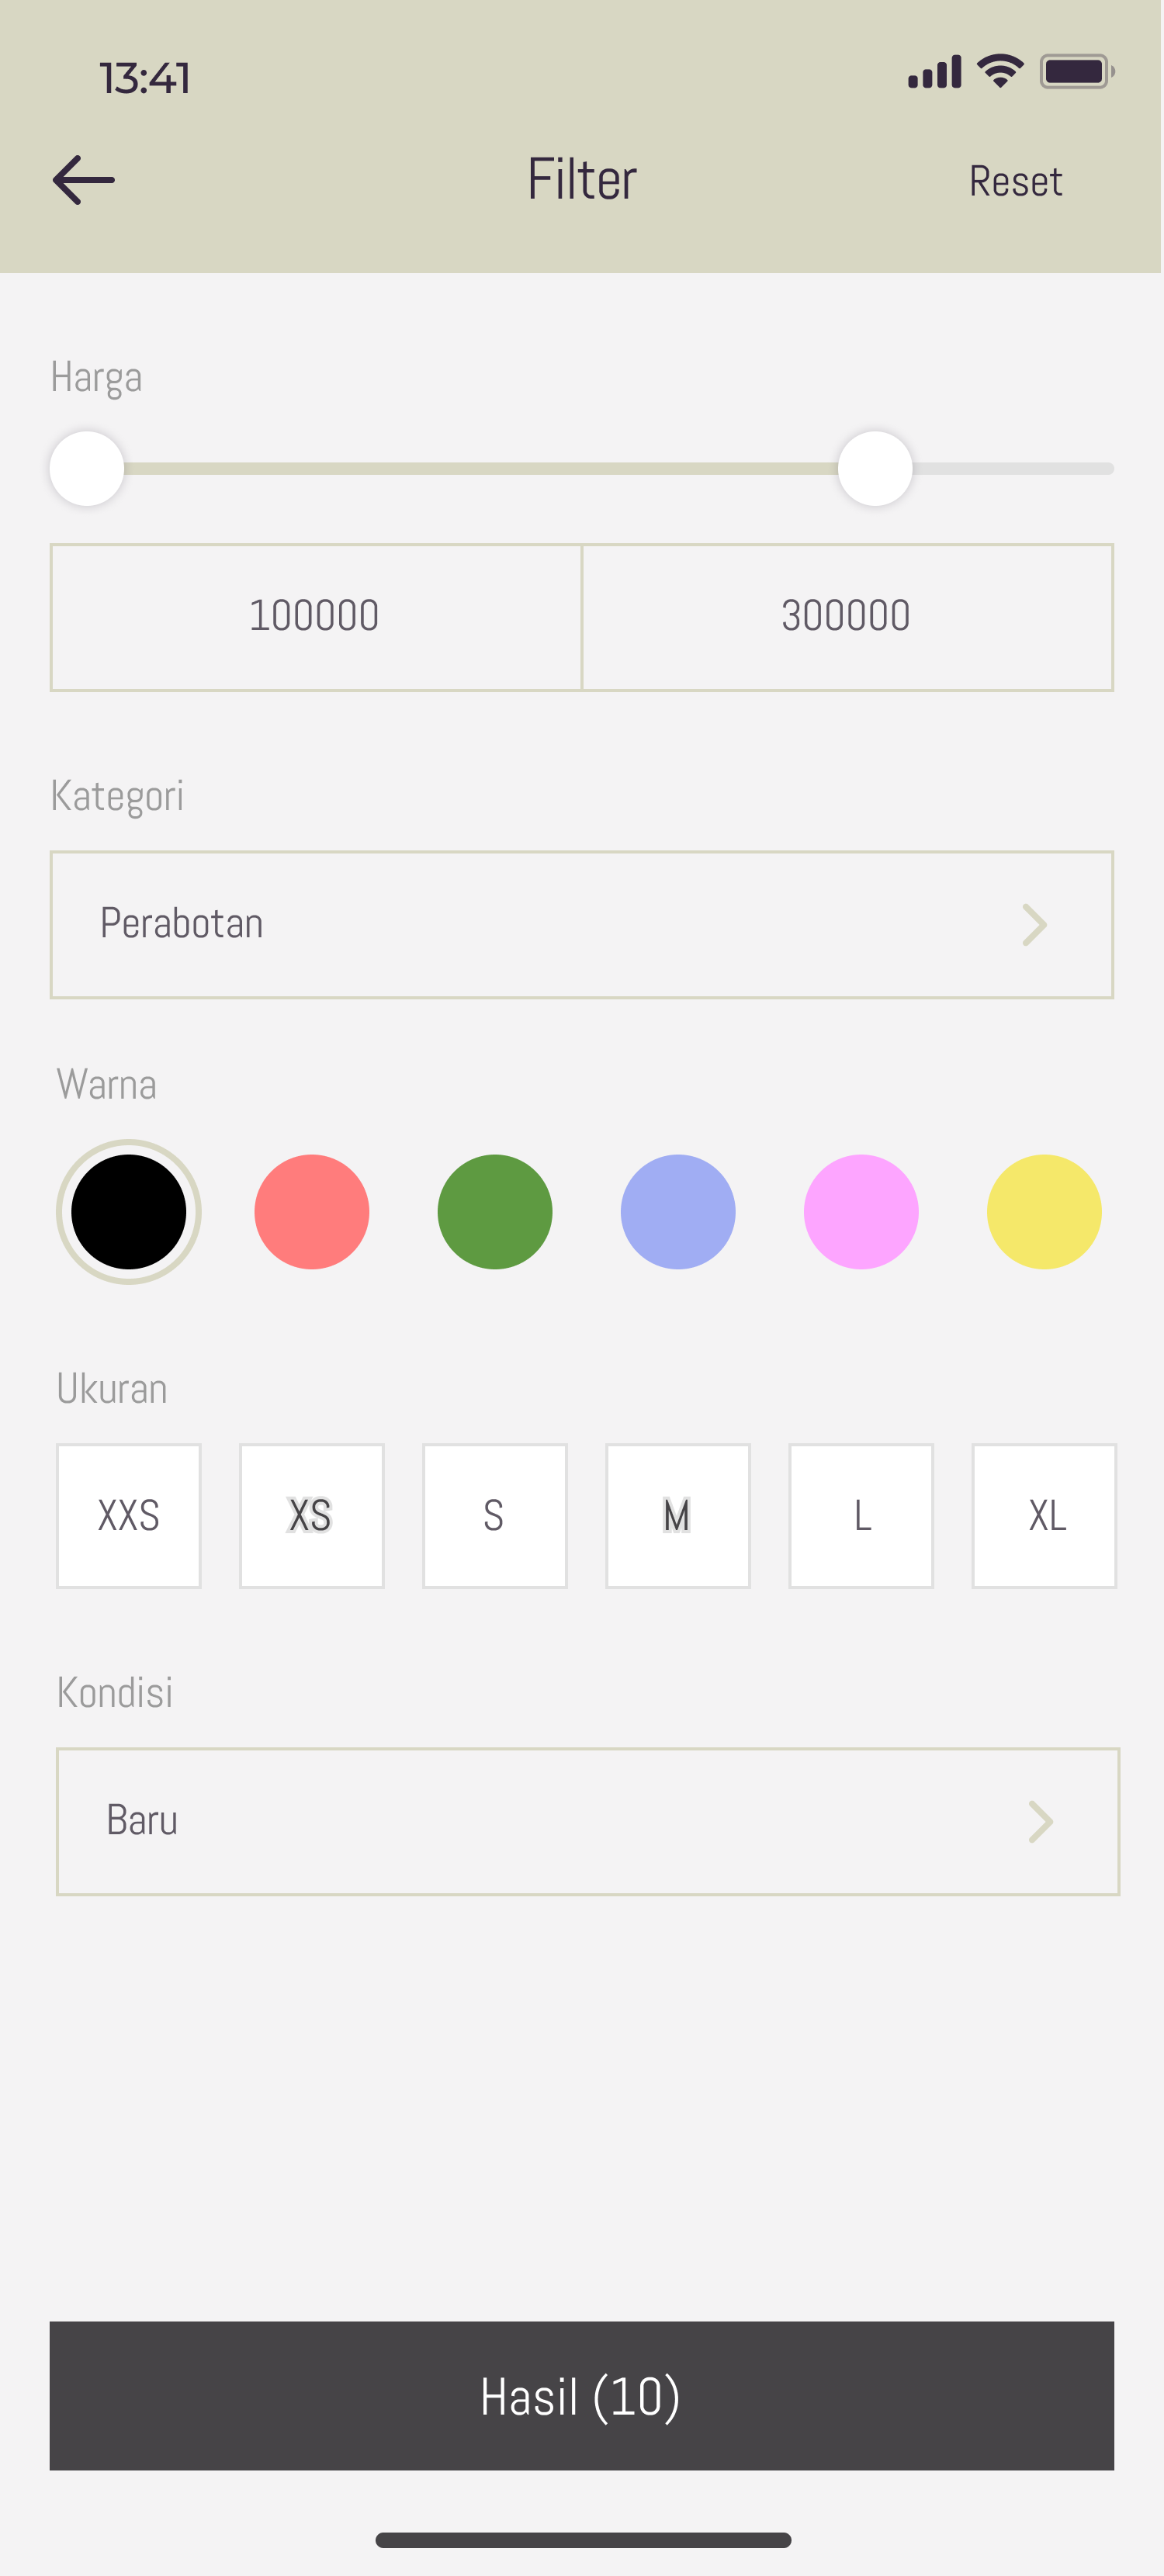 13:41
Filter
Reset
Harga
100000
300000
Kategori
Perabotan
Warna
Ukuran
XXS
XS
S
M
L
XL
Kondisi
Baru
Hasil (10)